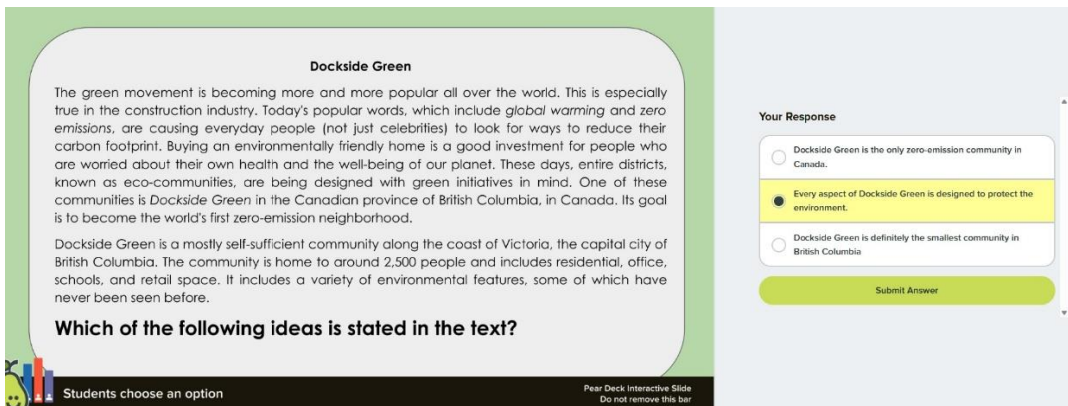 Dockside Green
The green movement is becoming more and more popular all over the world. This is especially
true in the construction industry. Today's popular words, which include global warming and zero
emissions, are causing everyday people (not just celebrities) to look for ways to reduce their
carbon footprint. Buying an environmentally friendly home is a good investment for people who
are worried about their own health and the well-being of our planet. These days, entire districts,
known as eco-communities, are being designed with green initiatives in mind. One of these
communities is Dockside Green in the Canadian province of British Columbia, in Canada. Its goal
is to become the world's first zero-emission neighborhood.
Dockside Green is a mostly self-sufficient community along the coast of Victoria, the capital city of
British Columbia. The community is home to around 2,500 people and includes residential, office,
schools, and retail space. It includes a variety of environmental features, some of which have
never been seen before.
Which of the following ideas is stated in the text?
Students choose an option
Pear Deck Interactive Slide
Do not remove this bar
Your Response
Dockside Green is the only zero-emission community in
Canada.
Every aspect of Dockside Green is designed to protect the
environment.
Dockside Green is definitely the smallest community in
British Columbia
Submit Answer